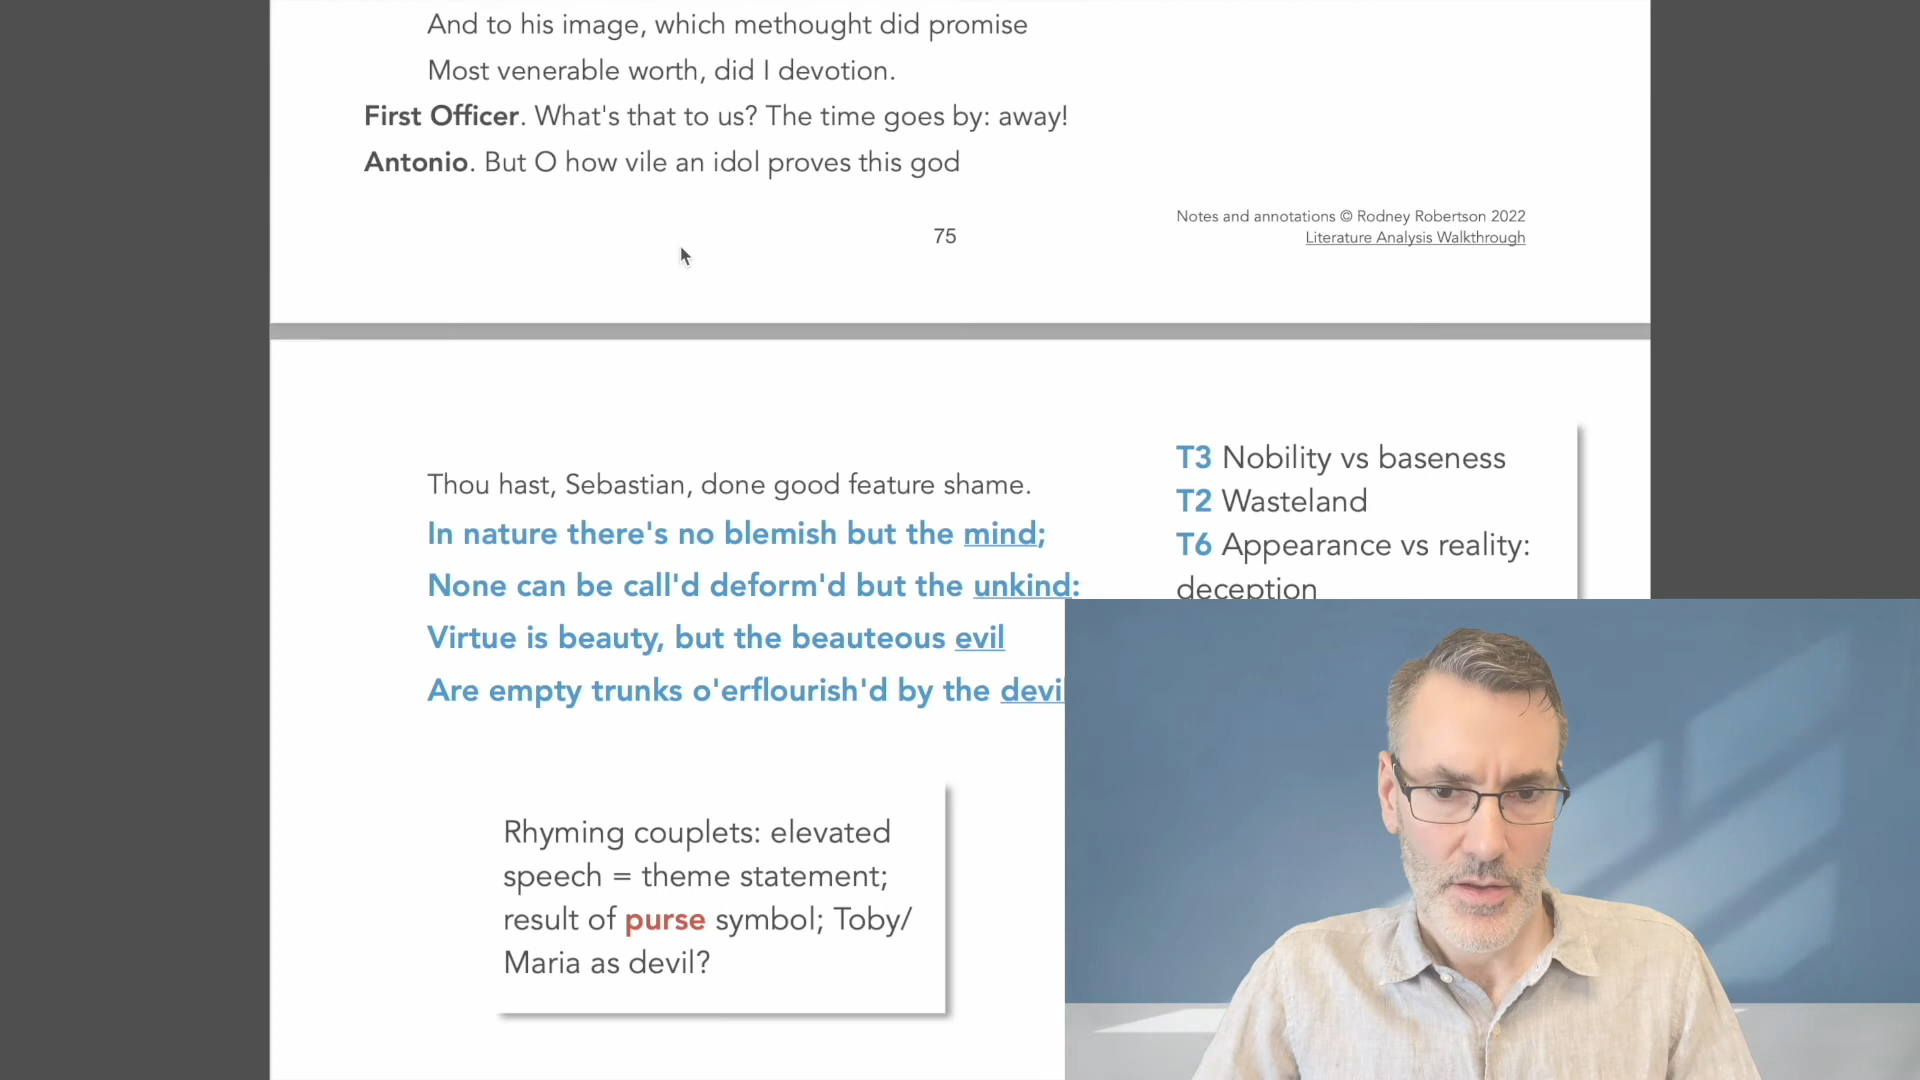 And to his image, which methought did promise
Most venerable worth, did I devotion.
First Officer. What's that to us? The time goes by: away!
Antonio. But O how vile an idol proves this god
75
Notes and annotations © Rodney Robertson 2022
Literature Analysis Walkthrough
Thou hast, Sebastian, done good feature shame.
In nature there's no blemish but the mind;
None can be call'd deform'd but the unkind:
Virtue is beauty, but the beauteous evil
Are empty trunks o'erflourish'd by the devil
T3 Nobility vs baseness
T2 Wasteland
T6 Appearance vs reality:
deception
Rhyming couplets: elevated
speech = theme statement;
result of purse symbol; Toby/
Maria as devil?